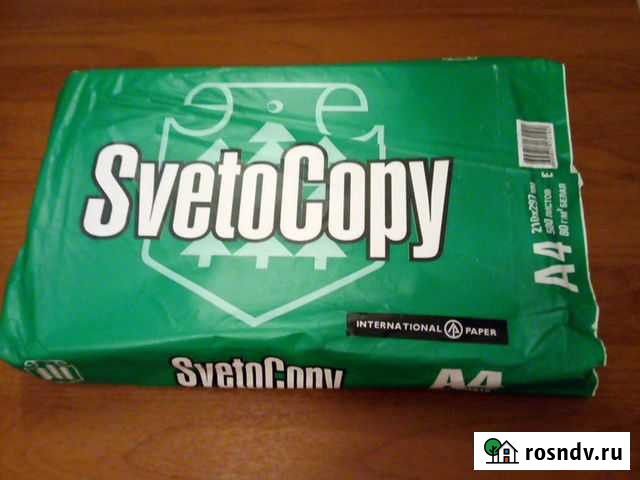 SvetoCopy
A4
210x297 mm
500 ЛИСТОВ
80 г/м² БЕЛАЯ
E
INTERNATIONAL PAPER
SvetoCopy
A4
rosndv.ru